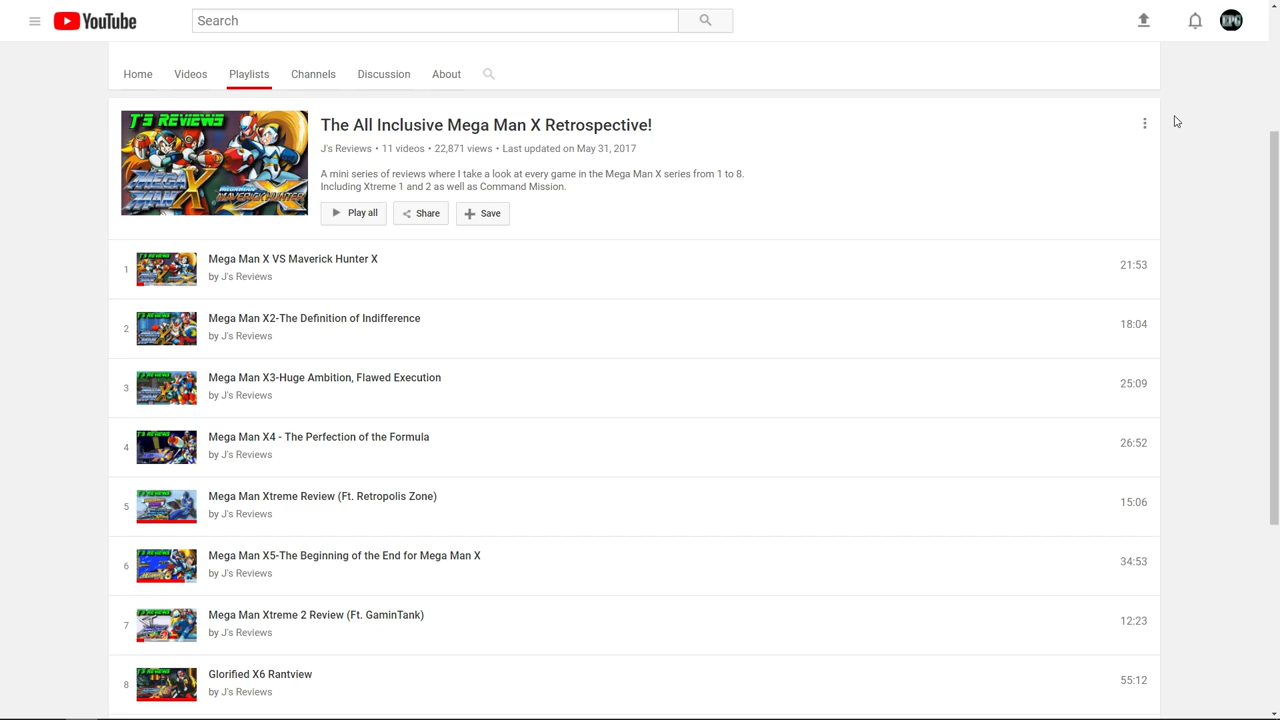 YouTube
Search
EPG
Home Videos Playlists Channels Discussion About
T'S REVIEWS
MEGA MAN X
MEGA MAN
MAVERICK HUNTER
The All Inclusive Mega Man X Retrospective!
J's Reviews • 11 videos • 22,871 views • Last updated on May 31, 2017
A mini series of reviews where I take a look at every game in the Mega Man X series from 1 to 8.
Including Xtreme 1 and 2 as well as Command Mission.
Play all Share Save
1 Mega Man X VS Maverick Hunter X 21:53
by J's Reviews
2 Mega Man X2-The Definition of Indifference 18:04
by J's Reviews
3 Mega Man X3-Huge Ambition, Flawed Execution 25:09
by J's Reviews
4 Mega Man X4 - The Perfection of the Formula 26:52
by J's Reviews
5 Mega Man Xtreme Review (Ft. Retropolis Zone) 15:06
by J's Reviews
6 Mega Man X5-The Beginning of the End for Mega Man X 34:53
by J's Reviews
7 Mega Man Xtreme 2 Review (Ft. GaminTank) 12:23
by J's Reviews
8 Glorified X6 Rantview 55:12
by J's Reviews